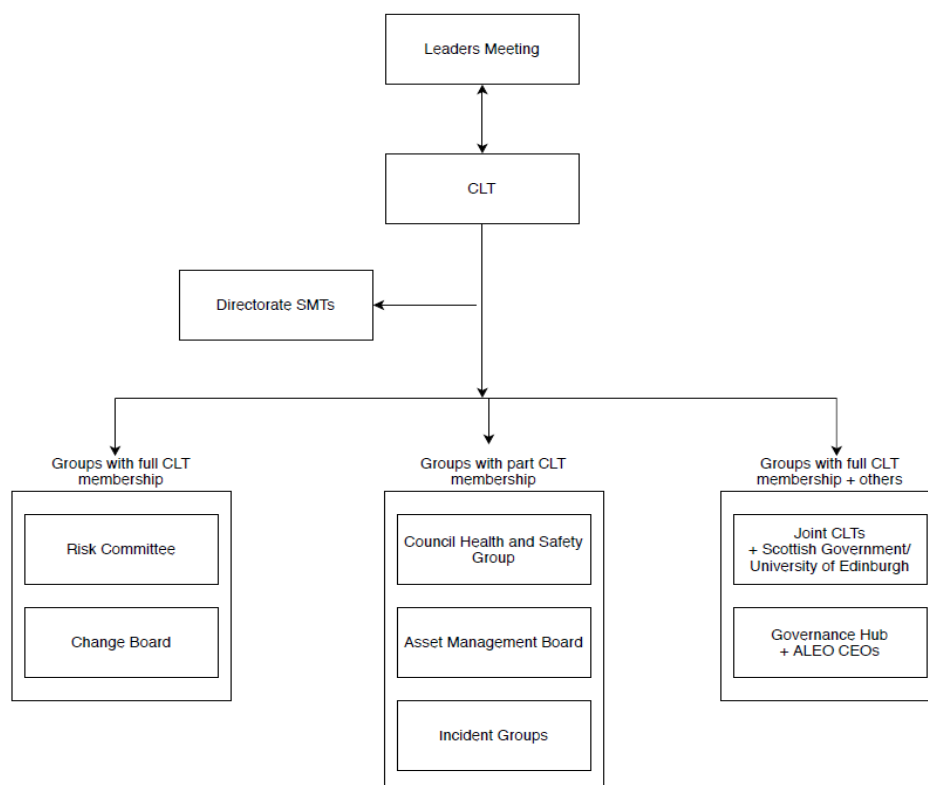 Leaders Meeting
CLT
Directorate SMTs
Groups with full CLT
membership
Risk Committee
Change Board
Groups with part CLT
membership
Council Health and Safety
Group
Asset Management Board
Incident Groups
Groups with full CLT
membership + others
Joint CLTs
+ Scottish Government/
University of Edinburgh
Governance Hub
+ ALEO CEOs